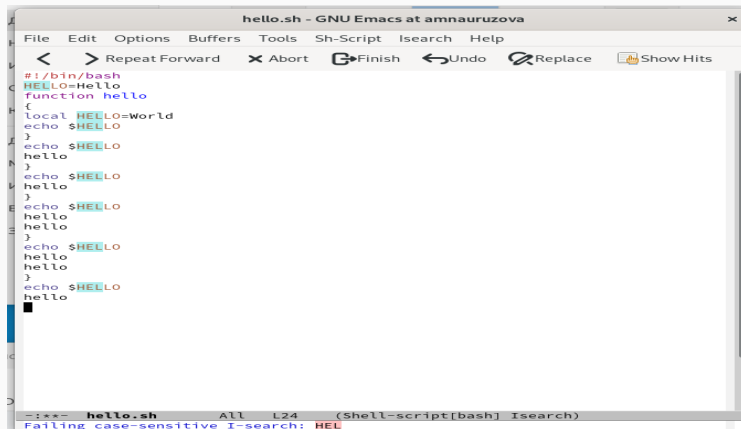 hello.sh - GNU Emacs at amnauruzova ×
File Edit Options Buffers Tools Sh-Script Isearch Help
< > Repeat Forward Abort Finish Undo Replace Show Hits
#!/bin/bash
HELLO=Hello
function hello
{
local HELLO=World
echo $HELLO
}
echo $HELLO
hello
}
echo $HELLO
hello
}
echo $HELLO
hello
hello
}
echo $HELLO
hello
hello
}
echo $HELLO
hello
-:**- hello.sh All L24 (Shell-script[bash] Isearch)
Failing case-sensitive I-search: HEL